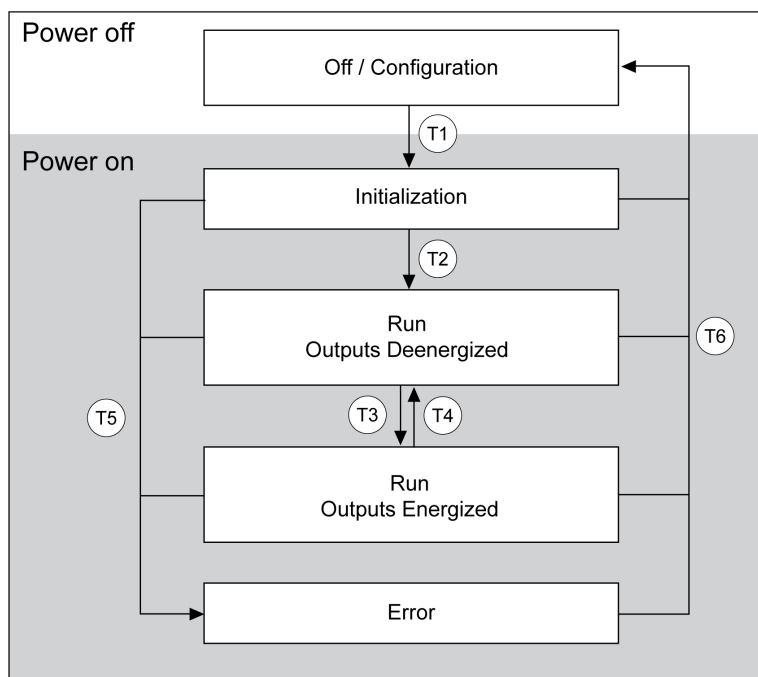 Power off
Off / Configuration
T1
Power on
Initialization
T2
Run
Outputs Deenergized
T6
T3
T4
T5
Run
Outputs Energized
Error